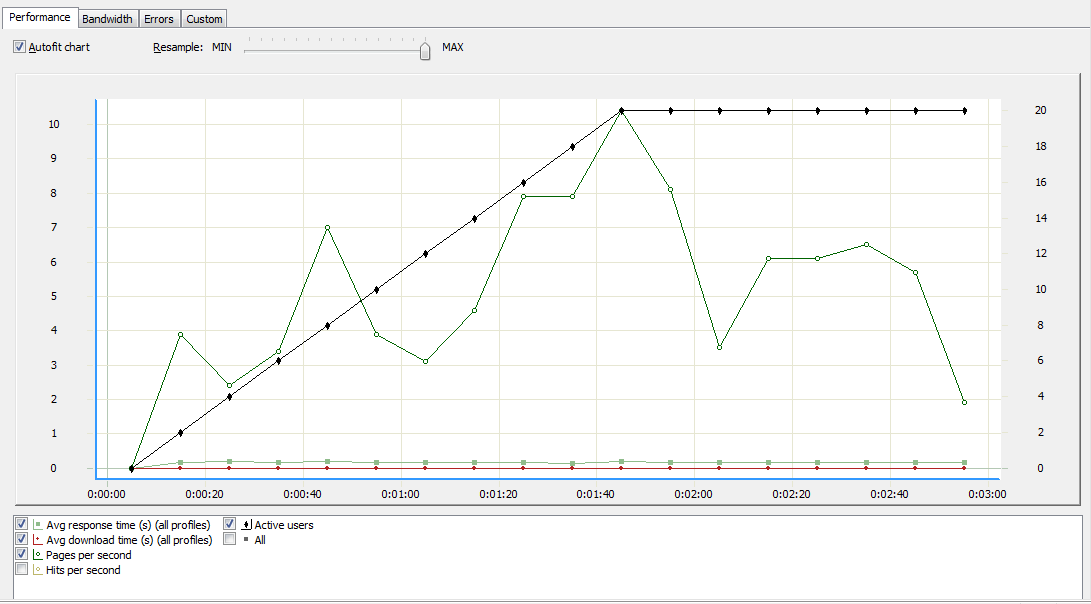 Performance Bandwidth Errors Custom
Autofit chart Resample: MIN MAX
10 20
9 18
8 16
7 14
6 12
5 10
4 8
3 6
2 4
1 2
0 0
0:00:00 0:00:20 0:00:40 0:01:00 0:01:20 0:01:40 0:02:00 0:02:20 0:02:40 0:03:00
Avg response time (s) (all profiles) Active users
Avg download time (s) (all profiles) All
Pages per second
Hits per second